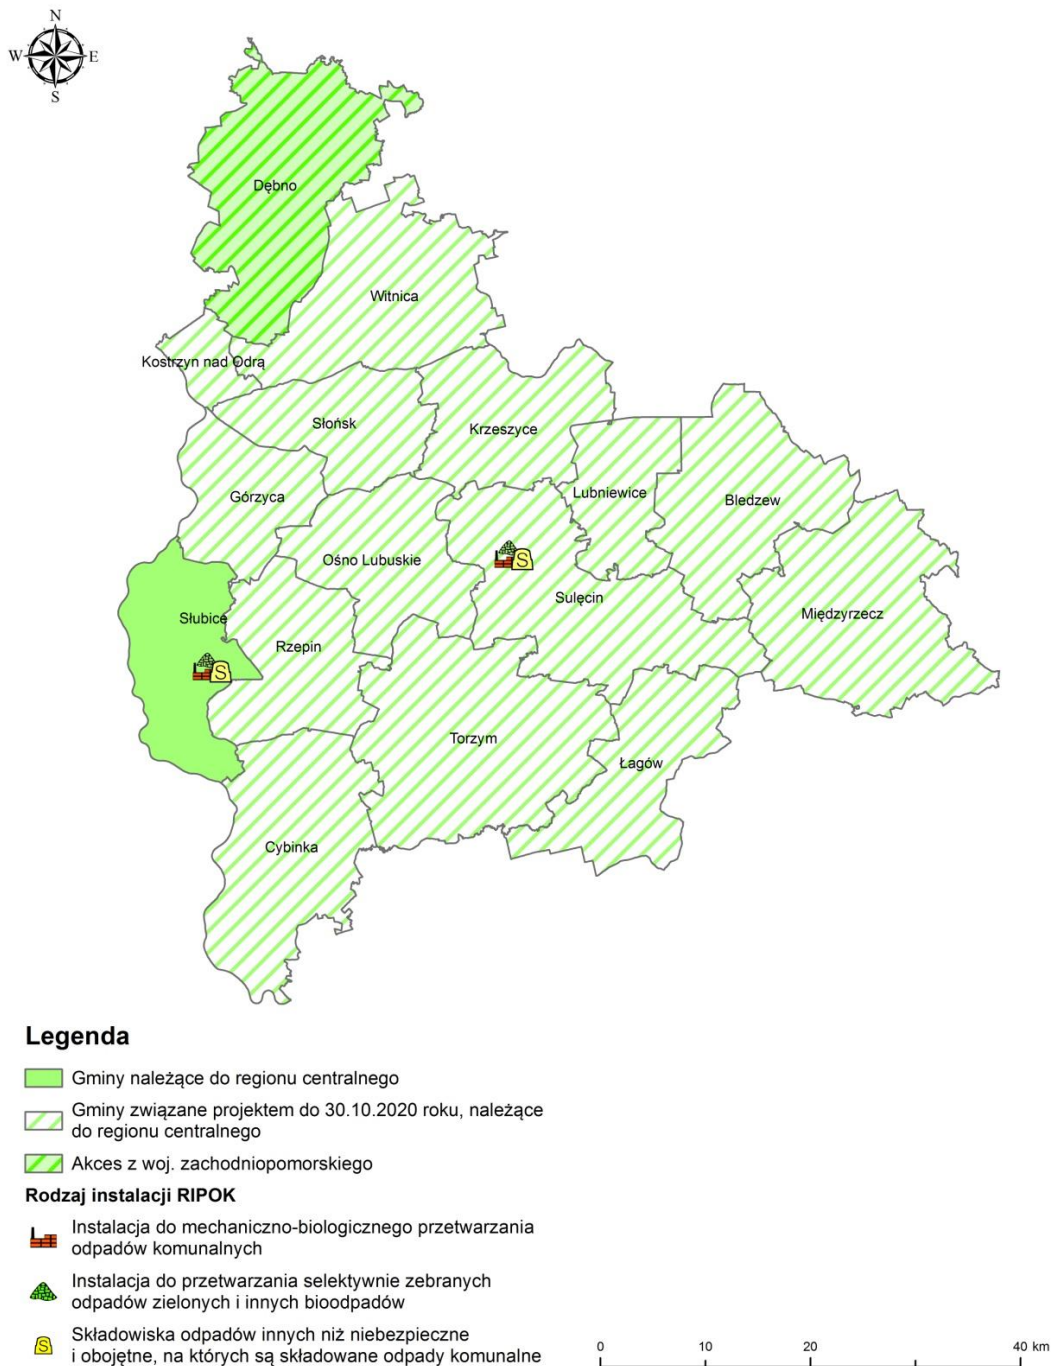 N
W E
S
Dębno
Witnica
Kostrzyn nad Odrą
Słońsk
Krzeszyce
Górzyca
Lubniewice
Bledzew
Ośno Lubuskie
S
Sulęcin
Międzyrzecz
Słubice
Rzepin
S
Torzym
Łagów
Cybinka
Legenda
Gminy należące do regionu centralnego
Gminy związane projektem do 30.10.2020 roku, należące
do regionu centralnego
Akces z woj. zachodniopomorskiego
Rodzaj instalacji RIPOK
Instalacja do mechaniczno-biologicznego przetwarzania
odpadów komunalnych
Instalacja do przetwarzania selektywnie zebranych
odpadów zielonych i innych bioodpadów
S
Składowiska odpadów innych niż niebezpieczne
i obojętne, na których są składowane odpady komunalne
0 10 20 40 km